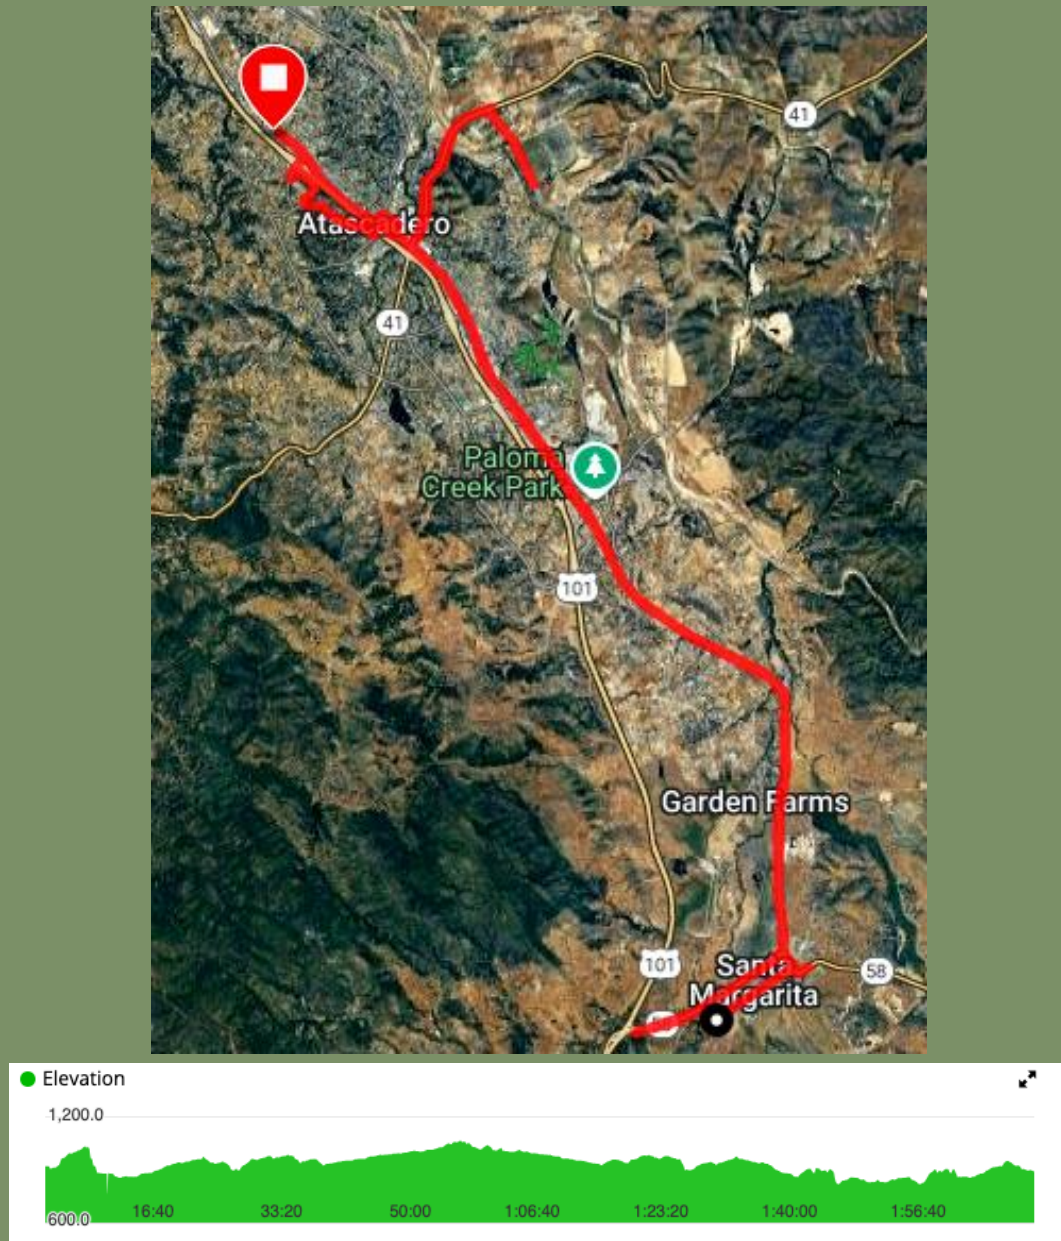 41
Atascadero
41
Paloma
Creek Park
101
Garden Farms
101
Santa
Margarita
58
Elevation
1,200.0
600.0
16:40
33:20
50:00
1:06:40
1:23:20
1:40:00
1:56:40